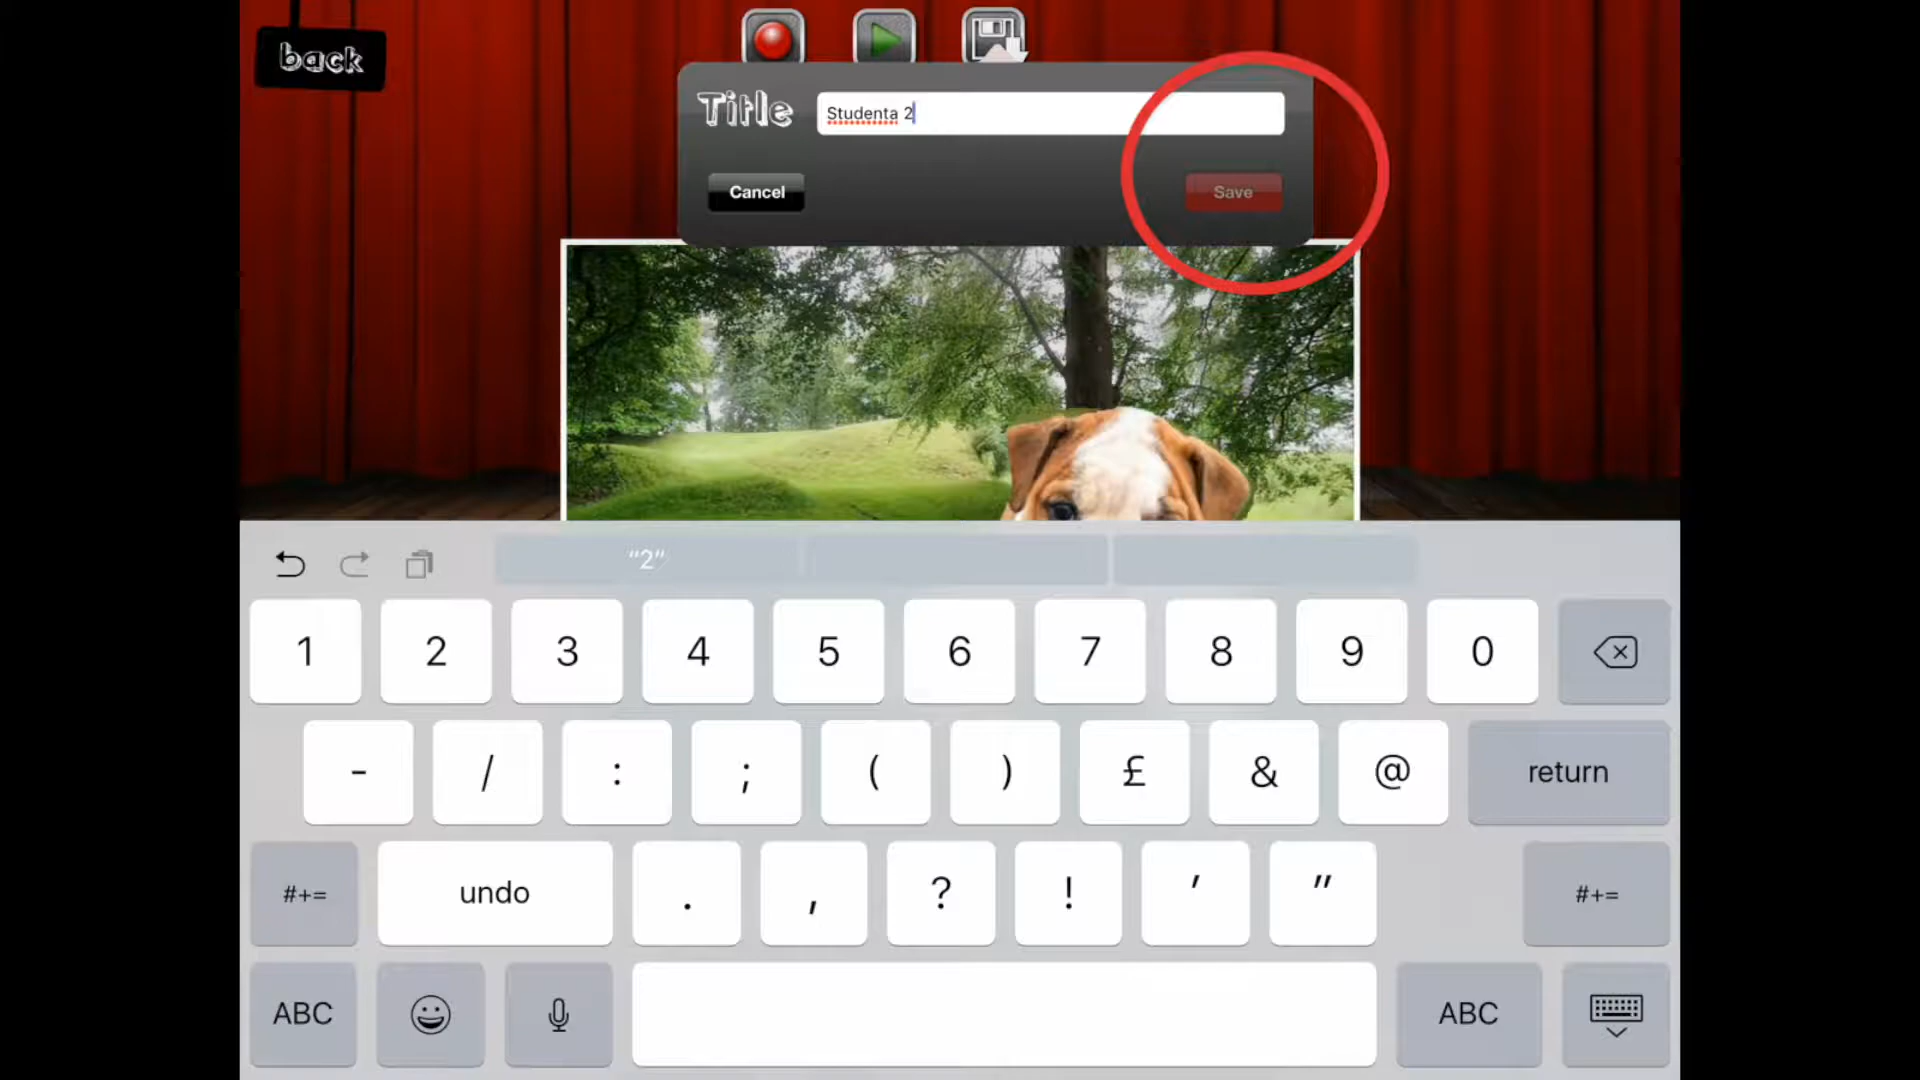 back
Title
Studenta 2
Cancel
Save
“2”
1 2 3 4 5 6 7 8 9 0
- / : ; ( ) £ & @ return
#+= undo . , ? ! ' " #+=
ABC ABC